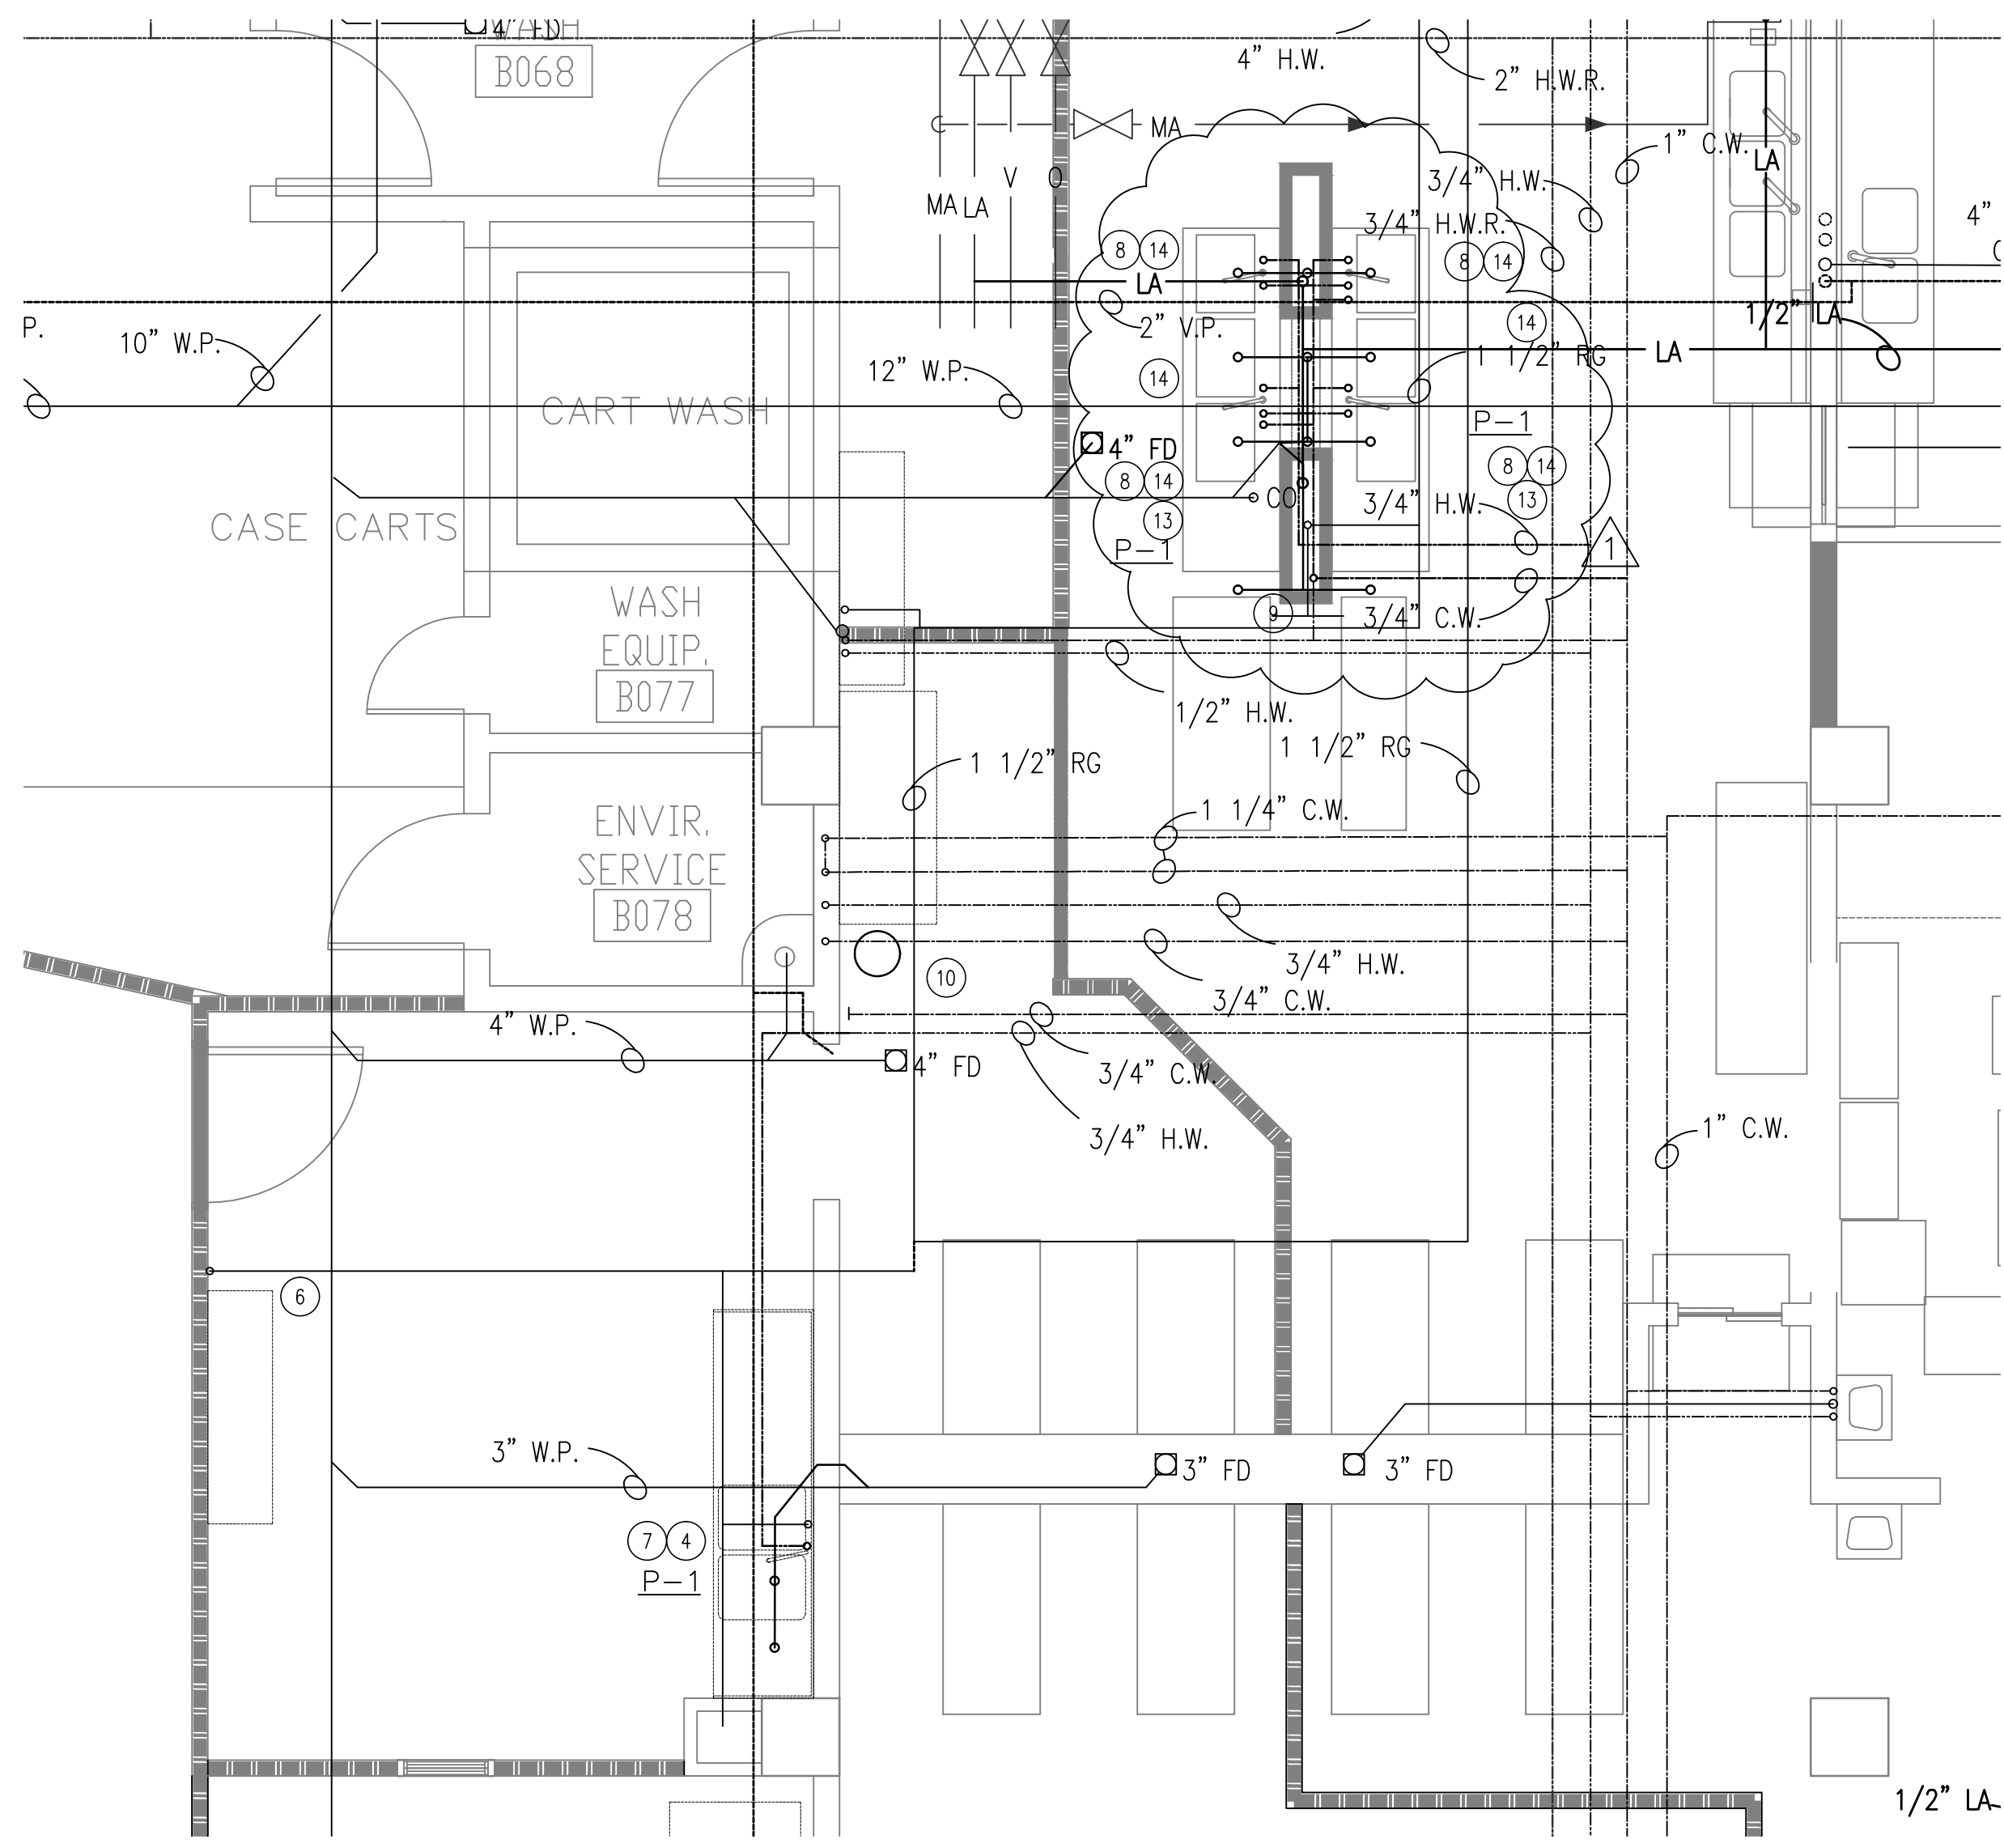 4” FD
WASH
B068
4” H.W.
2” H.W.R.
MA
1” C.W.
LA
V
O
3/4” H.W.
MA
LA
3/4” H.W.R.
4”
8
14
8
14
LA
2” V.P.
14
1/2” LA
P.
10” W.P.
12” W.P.
14
1 1/2” RG
LA
CART WASH
P-1
4” FD
8
14
8
14
13
CO
3/4” H.W.
13
CASE CARTS
P-1
1
WASH
EQUIP.
B077
9
3/4” C.W.
1/2” H.W.
1 1/2” RG
1 1/2” RG
ENVIR.
SERVICE
B078
1 1/4” C.W.
10
3/4” H.W.
3/4” C.W.
4” W.P.
4” FD
3/4” C.W.
3/4” H.W.
1” C.W.
6
3” W.P.
3” FD
3” FD
7
4
P-1
1/2” LA